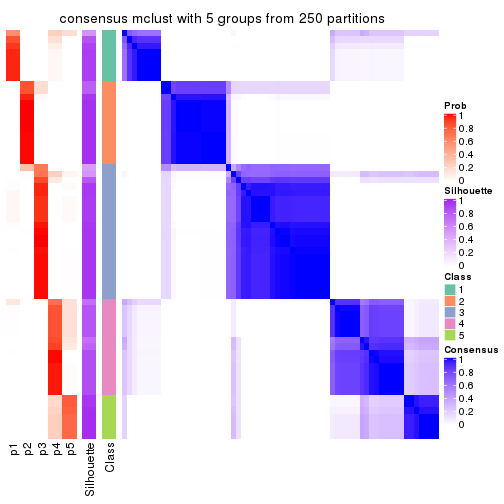 consensus mclust with 5 groups from 250 partitions
Prob
1
0.8
0.6
0.4
0.2
0
Silhouette
1
0.8
0.6
0.4
0.2
0
Class
1
2
3
4
5
Consensus
1
0.8
0.6
0.4
0.2
0
p1
p2
p3
p4
p5
Silhouette
Class